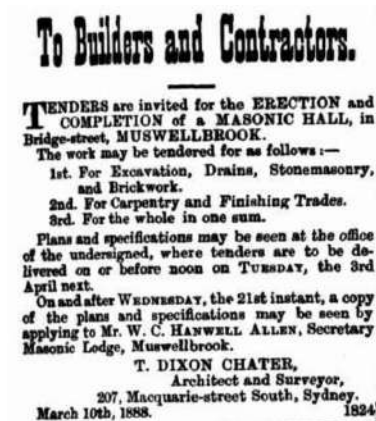 To Builders and Contractors.
TENDERS are invited for the ERECTION and
COMPLETION of a MASONIC HALL, in
Bridge-street, MUSWELLBROOK.
The work may be tendered for as follows :—
1st. For Excavation, Drains, Stonemasonry,
and Brickwork.
2nd. For Carpentry and Finishing Trades.
3rd. For the whole in one sum.
Plans and specifications may be seen at the office
of the undersigned, where tenders are to be de-
livered on or before noon on TUESDAY, the 3rd
April next.
On and after WEDNESDAY, the 21st instant, a copy
of the plans and specifications may be seen by
applying to Mr. W. C. HANWELL ALLEN, Secretary
Masonic Lodge, Muswellbrook.
T. DIXON CHATER,
Architect and Surveyor,
207, Macquarie-street South, Sydney.
March 10th, 1888. 1824